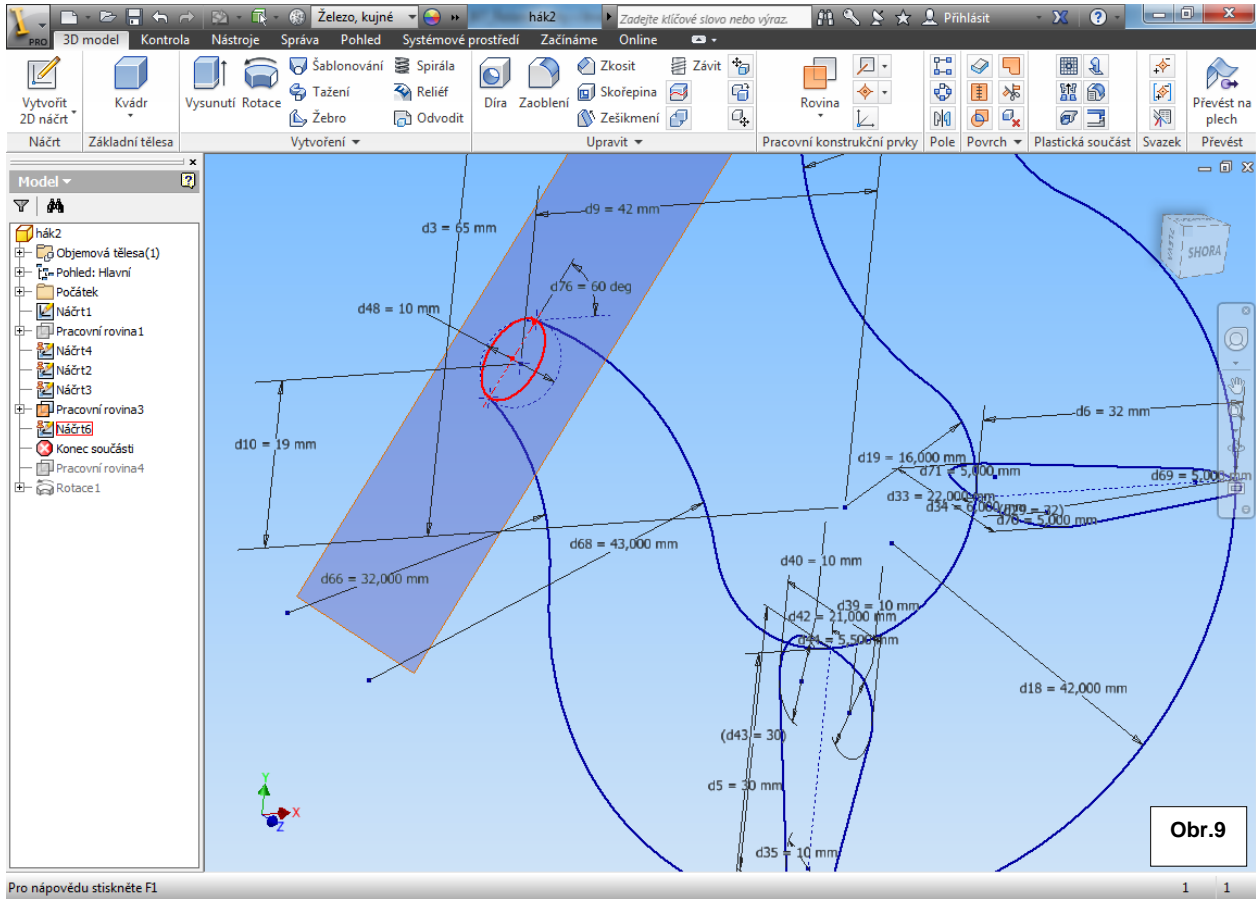 Železo, kujné
hák2
Zadejte klíčové slovo nebo výraz.
Přihlásit
PRO
3D model
Kontrola
Nástroje
Správa
Pohled
Systémové prostředí
Začínáme
Online
Vytvořit
2D náčrt
Kvádr
Vysunutí
Rotace
Šablonování
Tažení
Žebro
Spirála
Reliéf
Odvodit
Díra
Zaoblení
Zkosit
Skořepina
Zešikmení
Závit
Rovina
Převést na
plech
Náčrt
Základní tělesa
Vytvoření
Upravit
Pracovní konstrukční prvky
Pole
Povrch
Plastická součást
Svazek
Převést
Model
hák2
Objemová tělesa(1)
Pohled: Hlavní
Počátek
Náčrt1
Pracovní rovina1
Náčrt4
Náčrt2
Náčrt3
Pracovní rovina3
Náčrt6
Konec součásti
Pracovní rovina4
Rotace1
d3 = 65 mm
d9 = 42 mm
d76 = 60 deg
d48 = 10 mm
d10 = 19 mm
d6 = 32 mm
d19 = 16,000 mm
d71 = 5,000 mm
d69 = 5,000 mm
d33 = 22,000 mm
d34 = 6,000 mm
d70 = 5,000 mm
d68 = 43,000 mm
d66 = 32,000 mm
d40 = 10 mm
d39 = 10 mm
d42 = 21,000 mm
5,500 mm
d18 = 42,000 mm
(d43 = 30)
d5 = 30 mm
d35 = 10 mm
ZLEVA
SHORA
Y
X
Z
Obr.9
Pro nápovědu stiskněte F1
1
1